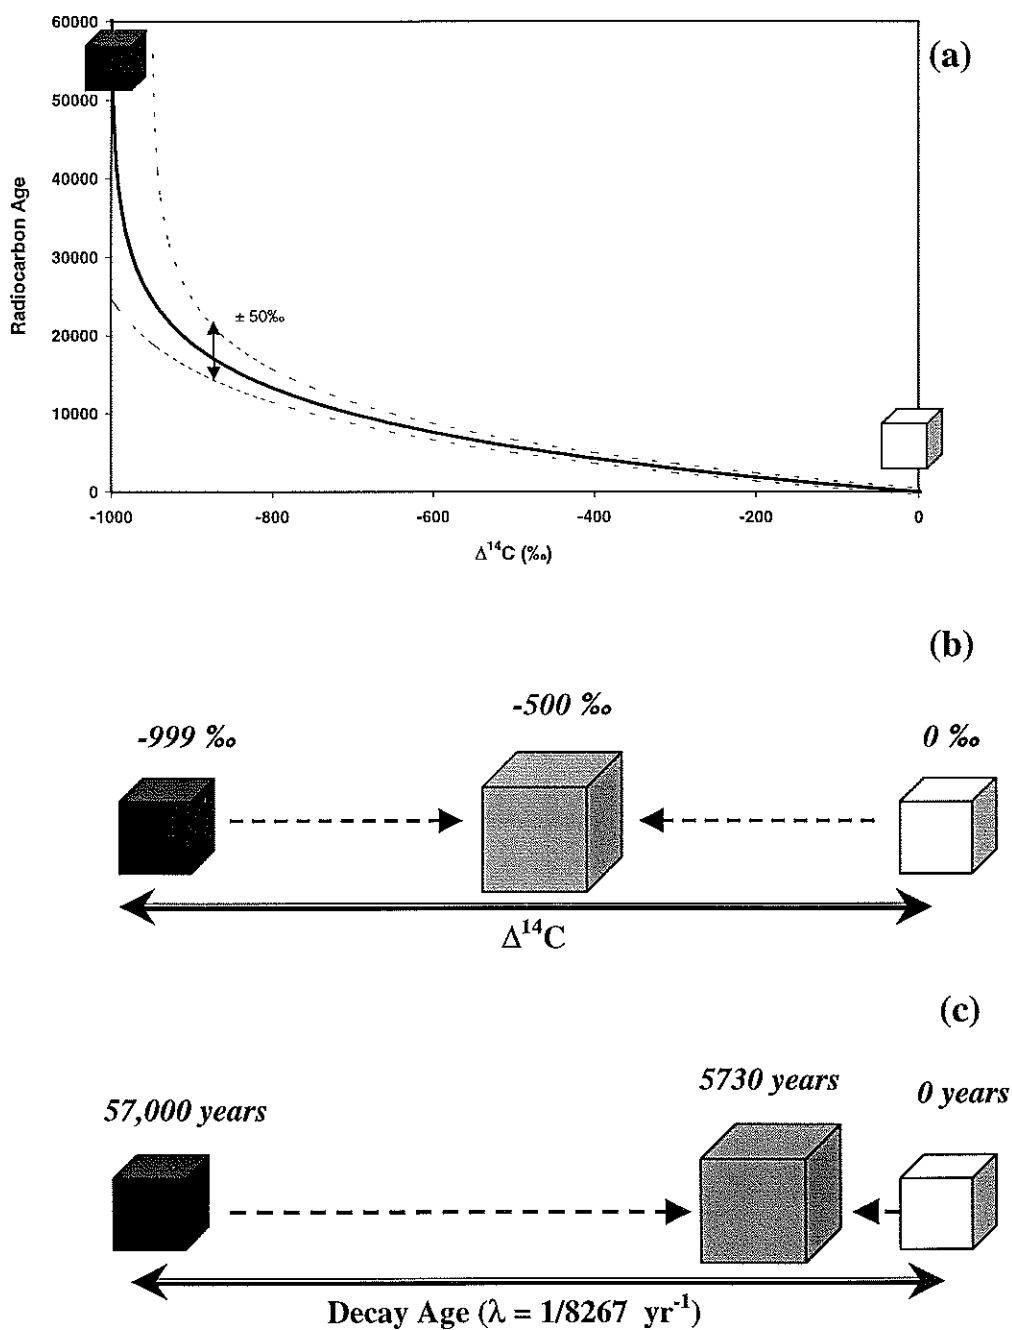 (a)
60000
50000
40000
30000
20000
10000
0
Radiocarbon Age
± 50‰
-1000 -800 -600 -400 -200 0
Δ¹⁴C (‰)
(b)
-999 ‰ -500 ‰ 0 ‰
Δ¹⁴C
(c)
57,000 years 5730 years 0 years
Decay Age (λ = 1/8267 yr⁻¹)